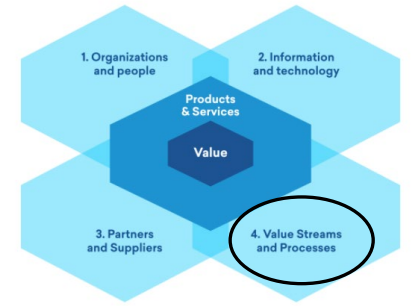 1. Organizations
and people
2. Information
and technology
Products
& Services
Value
3. Partners
and Suppliers
4. Value Streams
and Processes